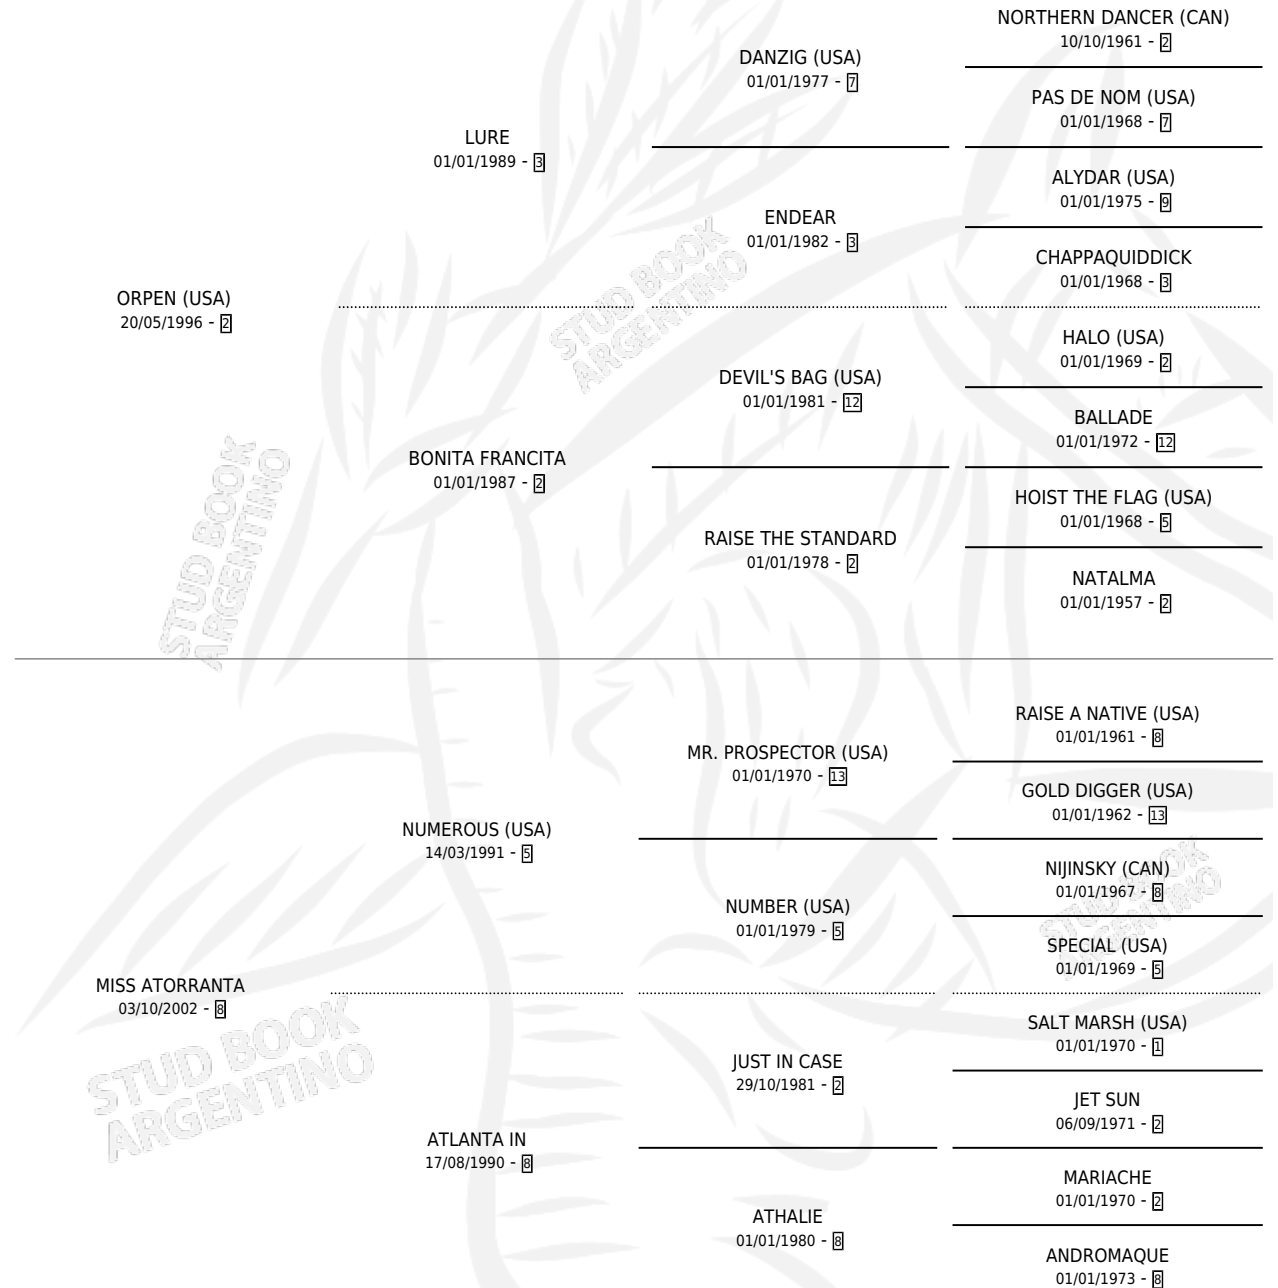 NORTHERN DANCER (CAN)
10/10/1961 - 2
DANZIG (USA)
01/01/1977 - 7
PAS DE NOM (USA)
01/01/1968 - 7
LURE
01/01/1989 - 3
ALYDAR (USA)
01/01/1975 - 9
ENDEAR
01/01/1982 - 3
CHAPPAQUIDDICK
01/01/1968 - 3
ORPEN (USA)
20/05/1996 - 2
HALO (USA)
01/01/1969 - 2
DEVIL'S BAG (USA)
01/01/1981 - 12
BALLADE
01/01/1972 - 12
BONITA FRANCITA
01/01/1987 - 2
HOIST THE FLAG (USA)
01/01/1968 - 5
RAISE THE STANDARD
01/01/1978 - 2
NATALMA
01/01/1957 - 2
RAISE A NATIVE (USA)
01/01/1961 - 8
MR. PROSPECTOR (USA)
01/01/1970 - 13
GOLD DIGGER (USA)
01/01/1962 - 13
NUMEROUS (USA)
14/03/1991 - 5
NIJINSKY (CAN)
01/01/1967 - 8
NUMBER (USA)
01/01/1979 - 5
SPECIAL (USA)
01/01/1969 - 5
MISS ATORRANTA
03/10/2002 - 8
SALT MARSH (USA)
01/01/1970 - 1
JUST IN CASE
29/10/1981 - 2
JET SUN
06/09/1971 - 2
ATLANTA IN
17/08/1990 - 8
MARIACHE
01/01/1970 - 2
ATHALIE
01/01/1980 - 8
ANDROMAQUE
01/01/1973 - 8
STUD BOOK
ARGENTINO
STUD BOOK
ARGENTINO
STUD BOOK
ARGENTINO
STUD BOOK
ARGENTINO